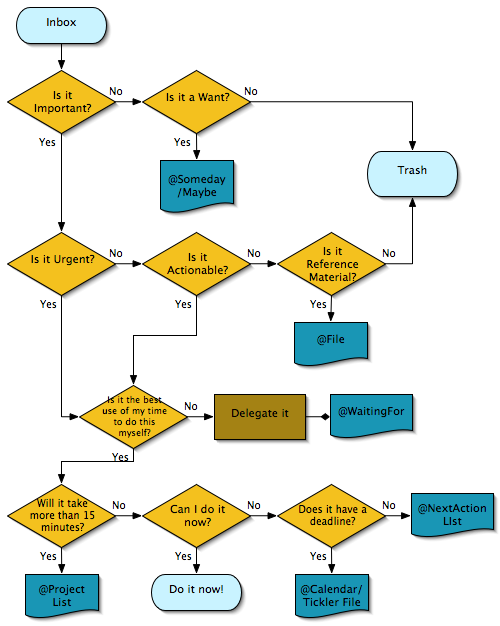 Inbox
Is it
Important?
No
Is it a Want?
No
Yes
Yes
@Someday
/Maybe
Trash
Is it Urgent?
No
Is it
Actionable?
No
Is it
Reference
Material?
No
Yes
Yes
Yes
@File
Is it the best
use of my time
to do this
myself?
No
Delegate it
@WaitingFor
Yes
Will it take
more than 15
minutes?
No
Can I do it
now?
No
Does it have a
deadline?
No
@NextAction
LIst
Yes
Yes
Yes
@Project
List
Do it now!
@Calendar/
Tickler File